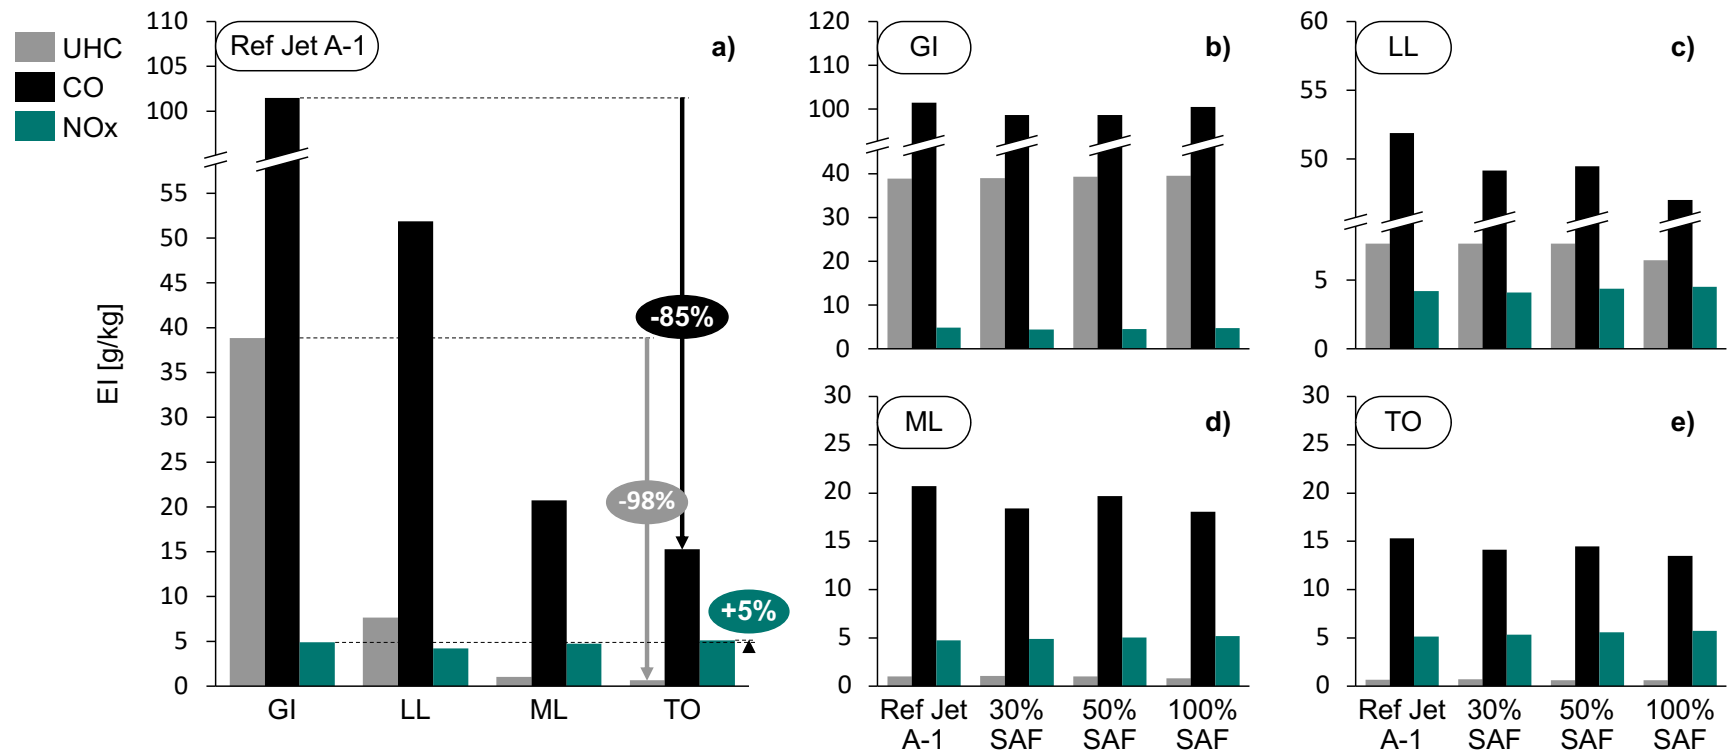 UHC
CO
NOx
Ref Jet A-1
a)
EI [g/kg]
110
105
100
55
50
45
40
35
30
25
20
15
10
5
0
-85%
-98%
+5%
GI
LL
ML
TO
GI
b)
120
110
100
40
30
20
10
0
LL
c)
60
55
50
5
0
ML
d)
30
25
20
15
10
5
0
Ref Jet
A-1
30%
SAF
50%
SAF
100%
SAF
TO
e)
30
25
20
15
10
5
0
Ref Jet
A-1
30%
SAF
50%
SAF
100%
SAF